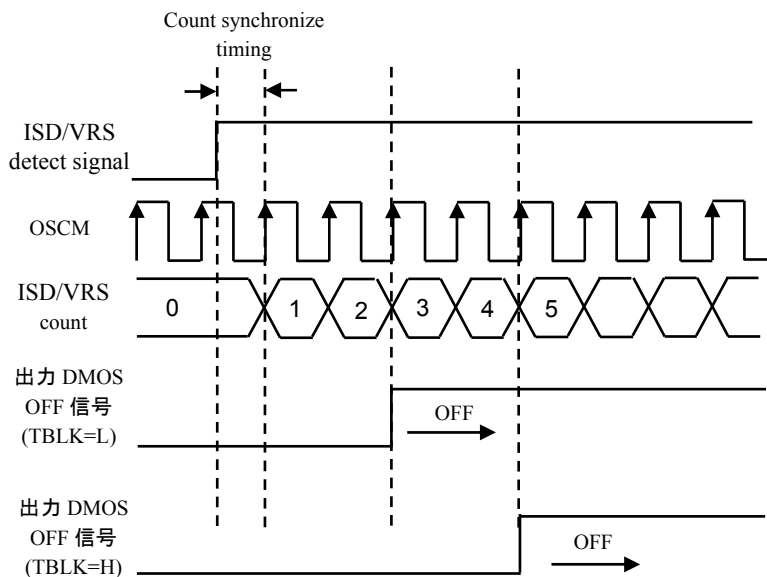 Count synchronize
timing
ISD/VRS
detect signal
OSCM
ISD/VRS
count
0 1 2 3 4 5
出力 DMOS
OFF 信号
(TBLK=L)
OFF
出力 DMOS
OFF 信号
(TBLK=H)
OFF